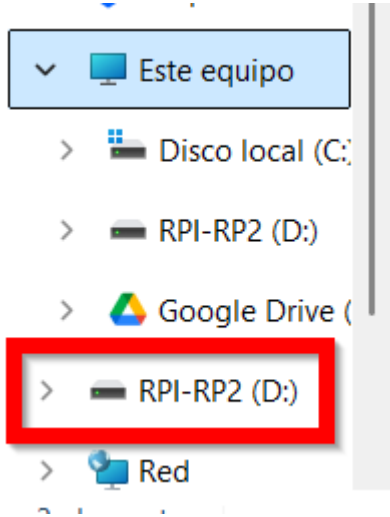 Este equipo
Disco local (C:)
RPI-RP2 (D:)
Google Drive (
RPI-RP2 (D:)
Red